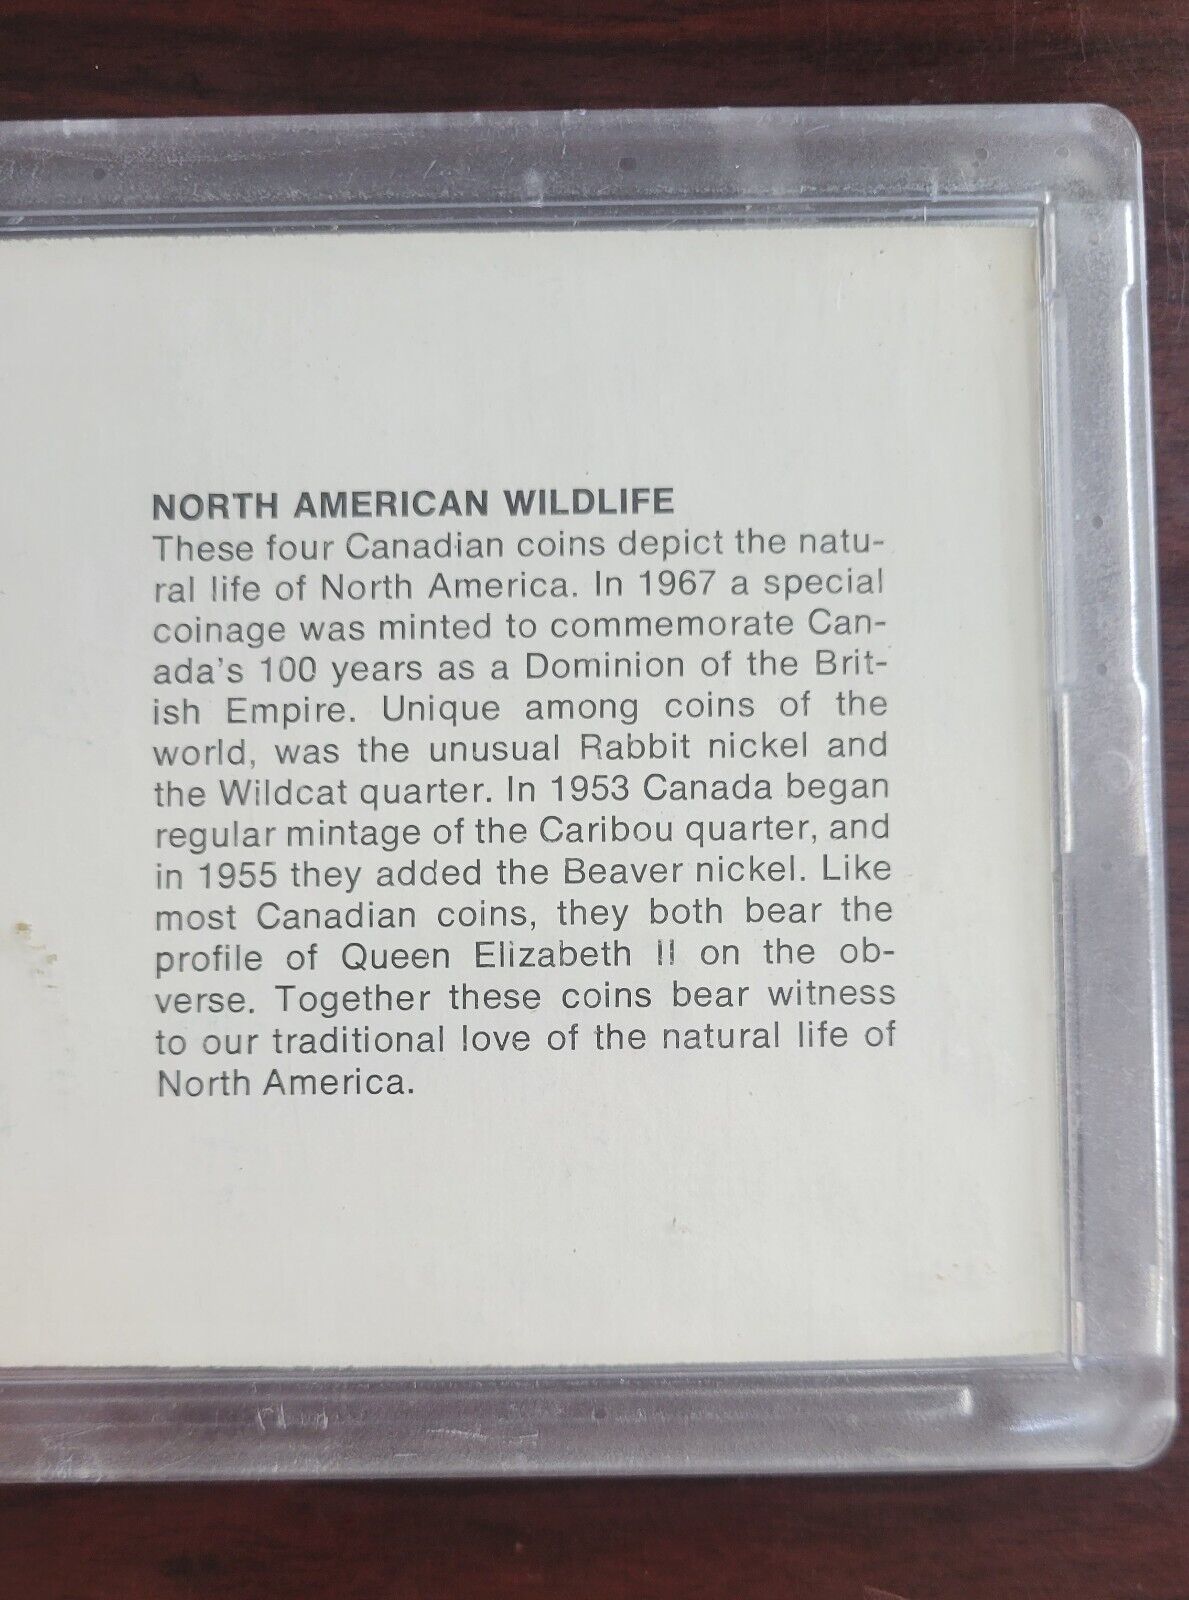 NORTH AMERICAN WILDLIFE
These four Canadian coins depict the natu-
ral life of North America. In 1967 a special
coinage was minted to commemorate Can-
ada's 100 years as a Dominion of the Brit-
ish Empire. Unique among coins of the
world, was the unusual Rabbit nickel and
the Wildcat quarter. In 1953 Canada began
regular mintage of the Caribou quarter, and
in 1955 they added the Beaver nickel. Like
most Canadian coins, they both bear the
profile of Queen Elizabeth II on the ob-
verse. Together these coins bear witness
to our traditional love of the natural life of
North America.